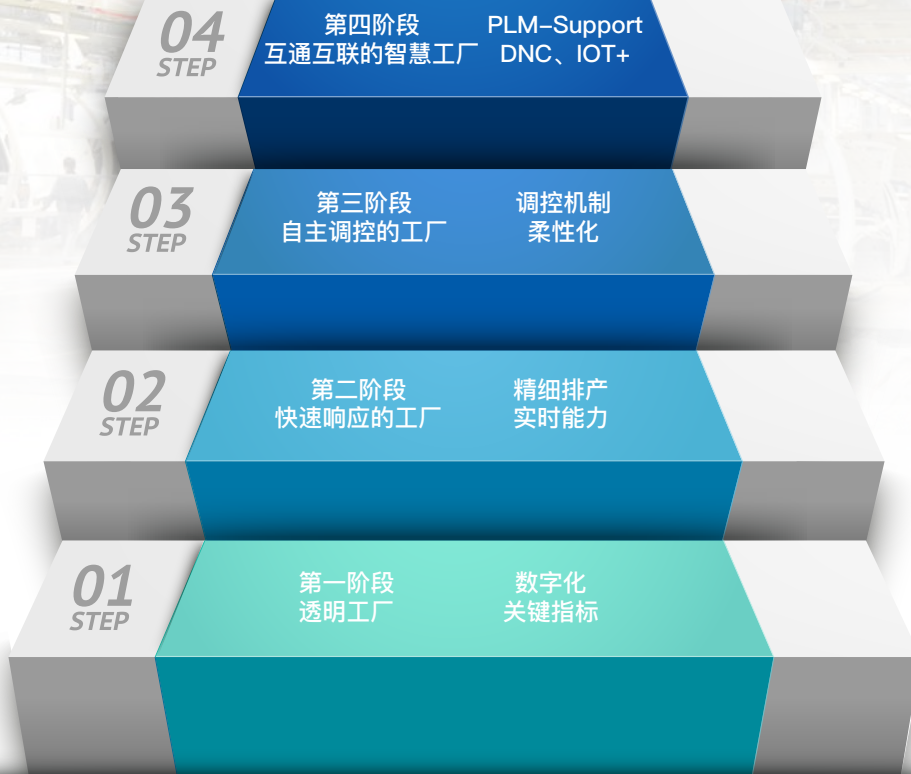 04
STEP
第四阶段
互通互联的智慧工厂
PLM-Support
DNC、IOT+
03
STEP
第三阶段
自主调控的工厂
调控机制
柔性化
02
STEP
第二阶段
快速响应的工厂
精细排产
实时能力
01
STEP
第一阶段
透明工厂
数字化
关键指标